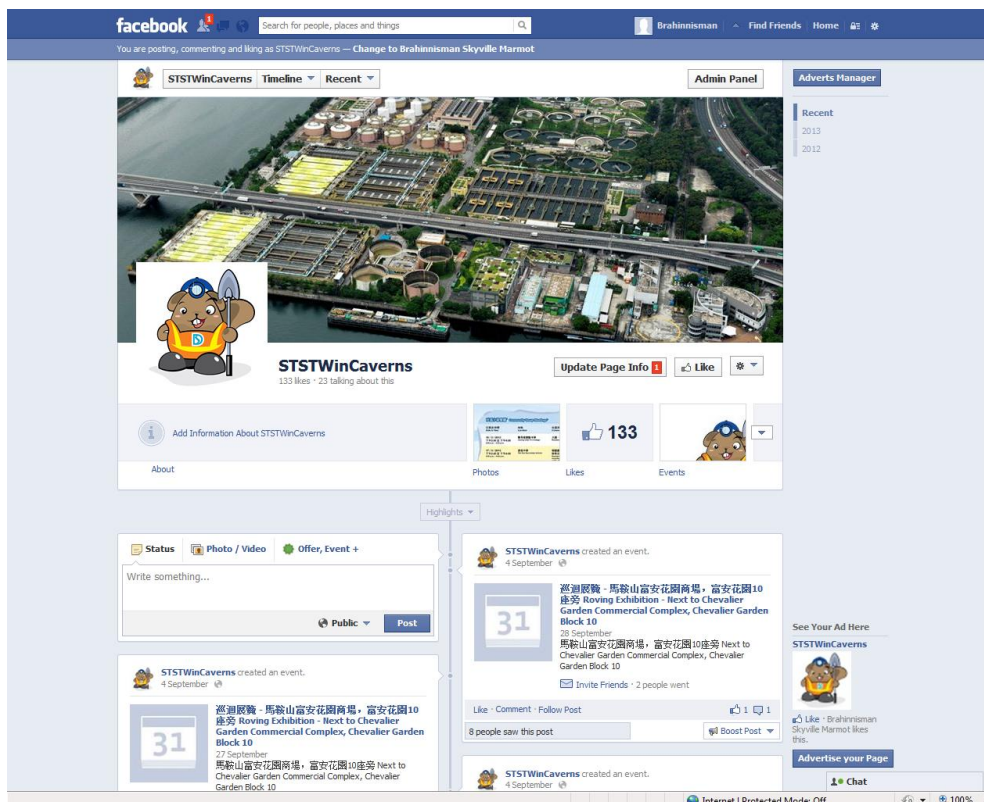 facebook
1
Search for people, places and things
Brahinnisman
Find Friends
Home
You are posting, commenting and liking as STSTWinCaverns — Change to Brahinnisman Skyville Marmot
STSTWinCaverns
Timeline
Recent
Admin Panel
Adverts Manager
Recent
2013
2012
STSTWinCaverns
133 likes · 23 talking about this
Update Page Info 1
Like
Add Information About STSTWinCaverns
133
About
Photos
Likes
Events
Highlights
Status
Photo / Video
Offer, Event +
Write something...
Public
Post
STSTWinCaverns created an event.
4 September
31
巡迴展覽 - 馬鞍山富安花園商場，富安花園10
座旁 Roving Exhibition - Next to Chevalier
Garden Commercial Complex, Chevalier Garden
Block 10
27 September
馬鞍山富安花園商場，富安花園10座旁 Next to
Chevalier Garden Commercial Complex, Chevalier
Garden Block 10
STSTWinCaverns created an event.
4 September
31
巡迴展覽 - 馬鞍山富安花園商場，富安花園10
座旁 Roving Exhibition - Next to
Chevalier Garden Commercial Complex, Chevalier Garden
Block 10
28 September
馬鞍山富安花園商場，富安花園10座旁 Next to
Chevalier Garden Commercial Complex, Chevalier
Garden Block 10
Invite Friends · 2 people went
Like · Comment · Follow Post
1
1
8 people saw this post
Boost Post
STSTWinCaverns created an event.
4 September
See Your Ad Here
STSTWinCaverns
Like · Brahinnisman
Skyville Marmot likes
this.
Advertise your Page
Chat
Internet | Protected Mode: Off
100%